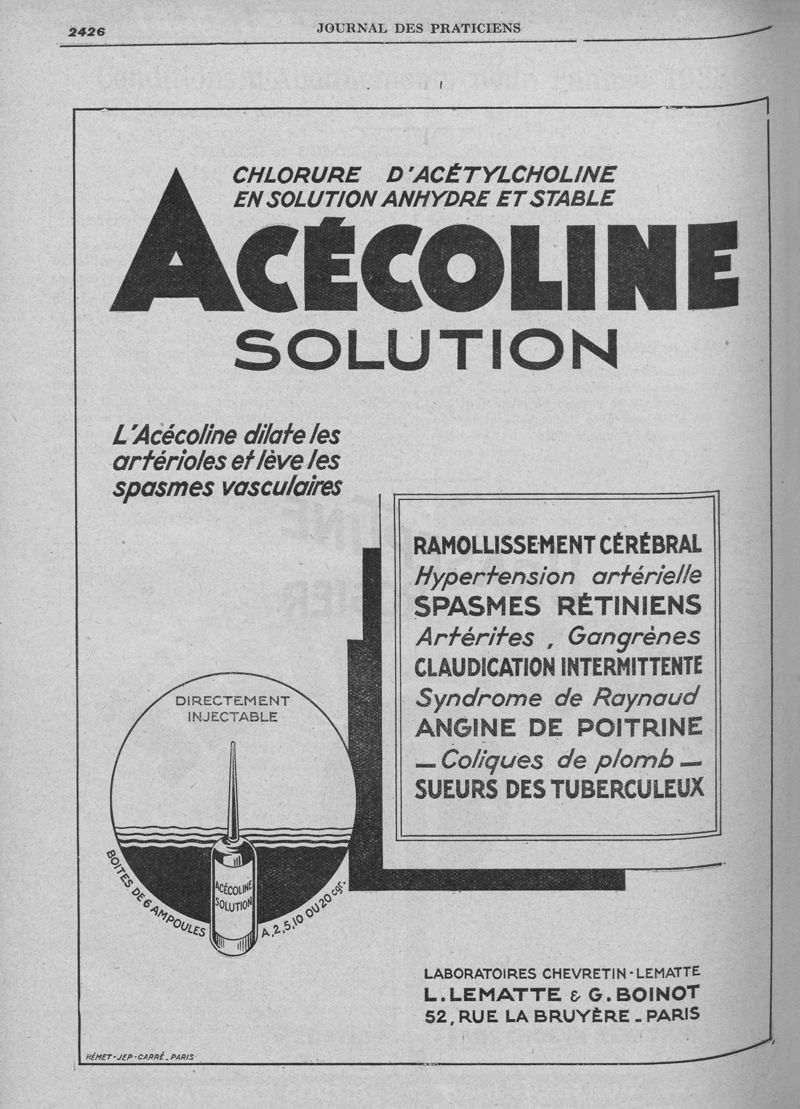 2426
JOURNAL DES PRATICIENS
CHLORURE D'ACÉTYLCHOLINE
EN SOLUTION ANHYDRE ET STABLE
ACÉCOLINE
SOLUTION
L'Acécoline dilate les
artérioles et lève les
spasmes vasculaires
RAMOLLISSEMENT CÉRÉBRAL
Hypertension artérielle
SPASMES RÉTINIENS
Artérites, Gangrènes
CLAUDICATION INTERMITTENTE
Syndrome de Raynaud
ANGINE DE POITRINE
— Coliques de plomb —
SUEURS DES TUBERCULEUX
DIRECTEMENT
INJECTABLE
ACÉCOLINE
SOLUTION
BOITES DE 6 AMPOULES
A, 2, 5, 10 OU 20 cgr.
LABORATOIRES CHEVRETIN-LEMATTE
L. LEMATTE & G. BOINOT
52, RUE LA BRUYÈRE - PARIS
HÉMET-JEP-CARRÉ - PARIS